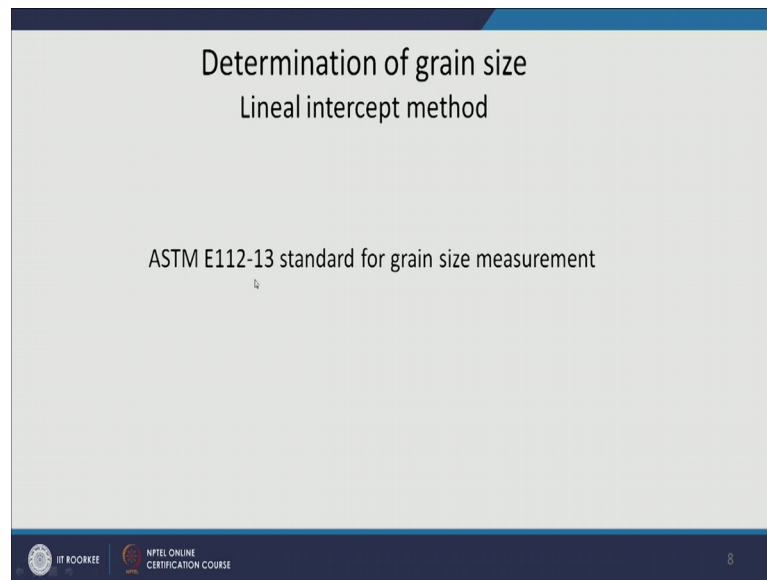 Determination of grain size
Lineal intercept method
ASTM E112-13 standard for grain size measurement
IIT ROORKEE
NPTEL ONLINE
CERTIFICATION COURSE
8